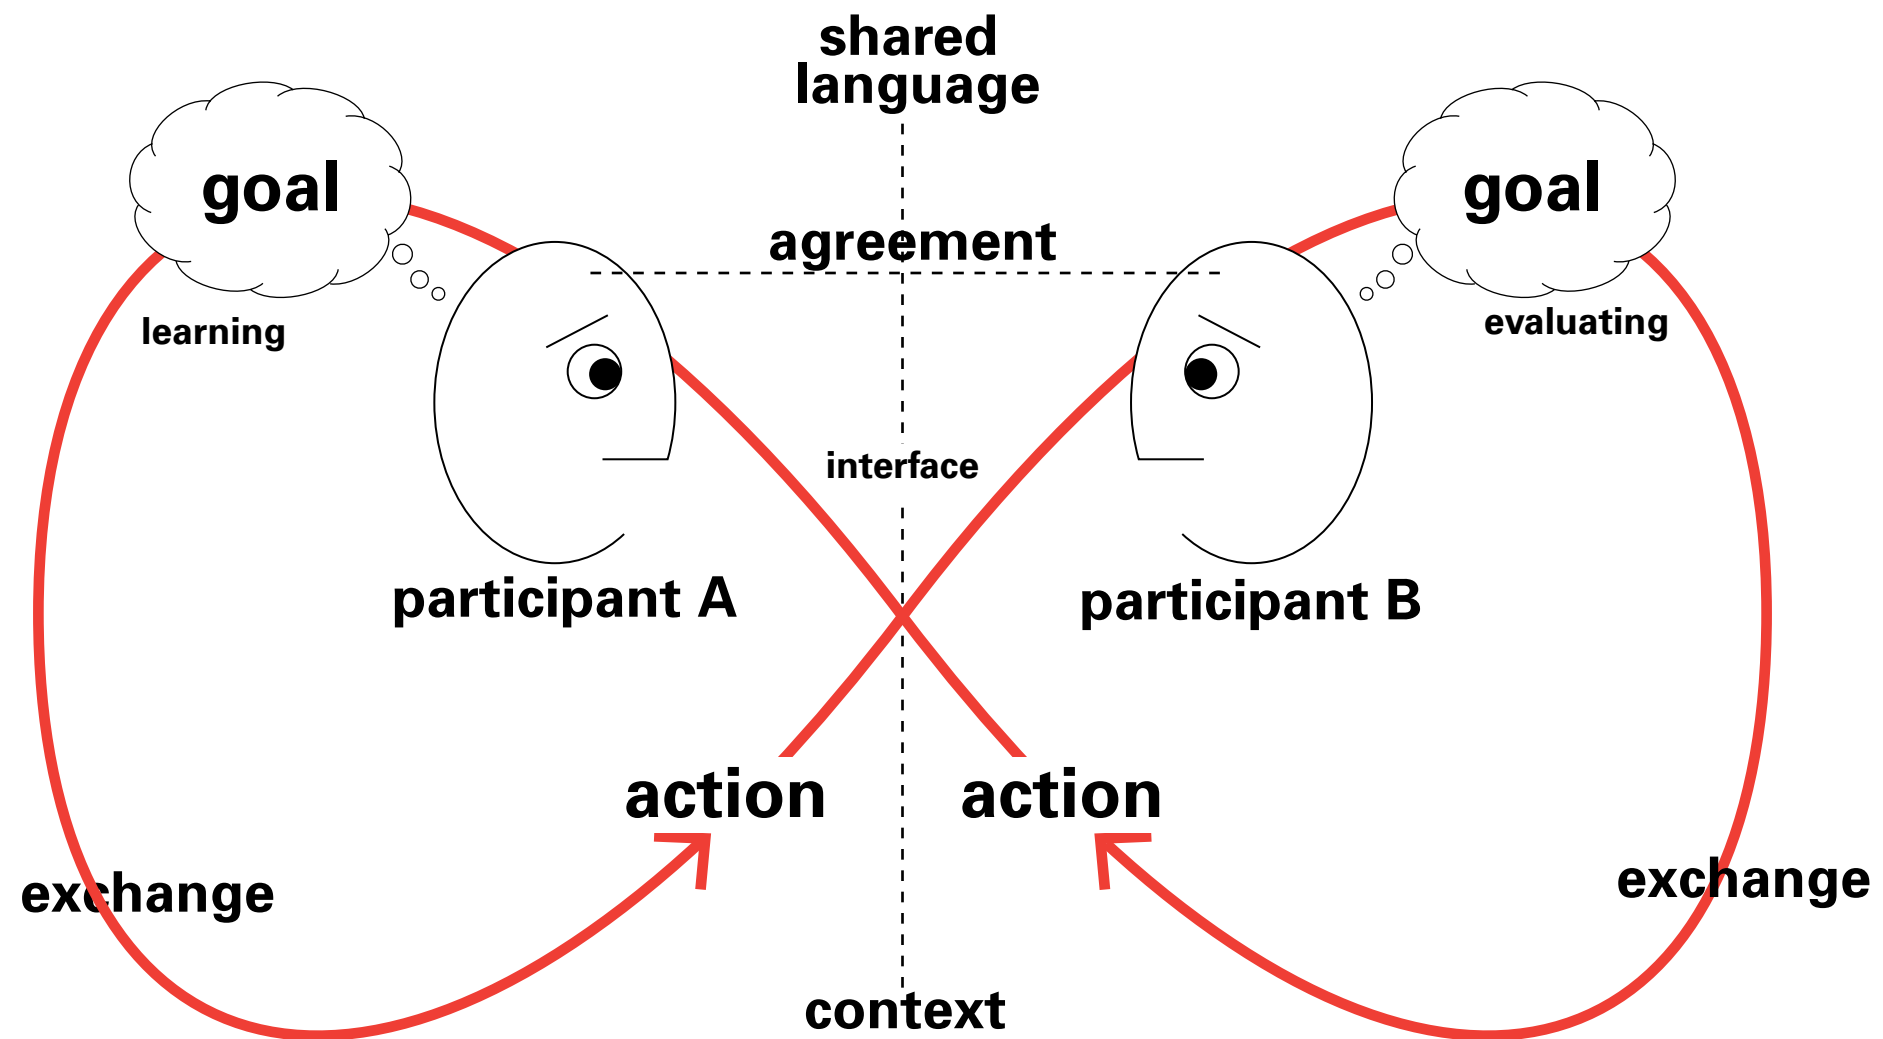 shared
language
goal
goal
agreement
learning
evaluating
interface
participant A
participant B
action
action
exchange
exchange
context